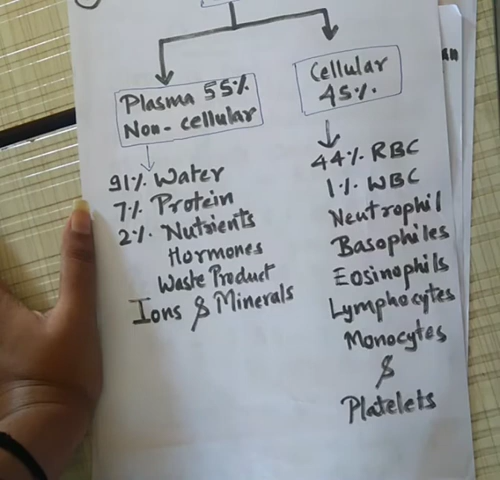 Plasma 55%
Non-cellular
91% Water
7% Protein
2% Nutrients
Hormones
Waste Product
Ions & Minerals
Cellular
45%.
44% RBC
1% WBC
Neutrophil
Basophiles
Eosinophils
Lymphocytes
Monocytes
&
Platelets